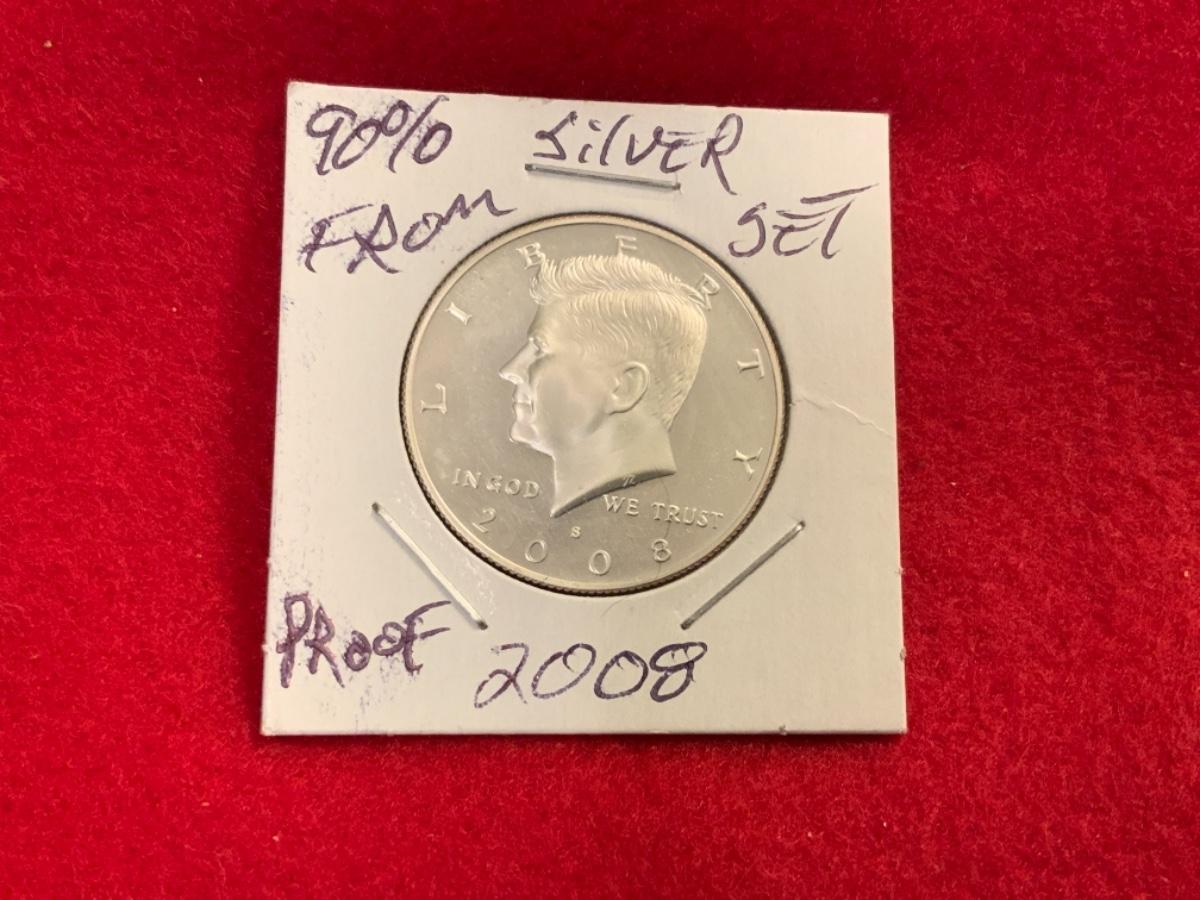 90% SilVER
FROM SET
LIBERTY
IN GOD WE TRUST
S
2008
PROOF 2008